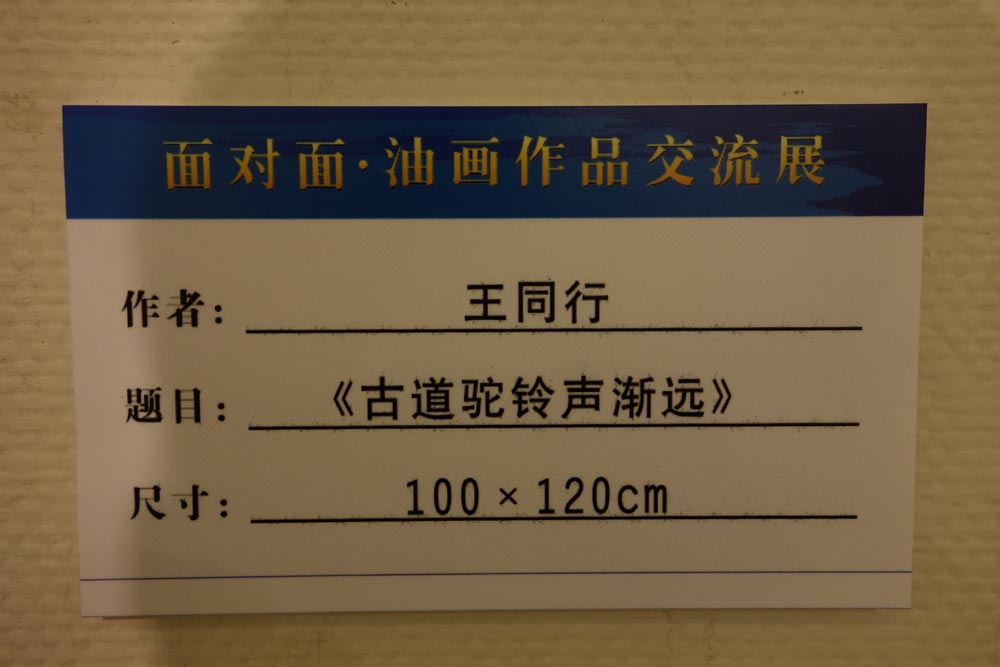 面对面·油画作品交流展
作者：王同行
题目：《古道驼铃声渐远》
尺寸：100×120cm